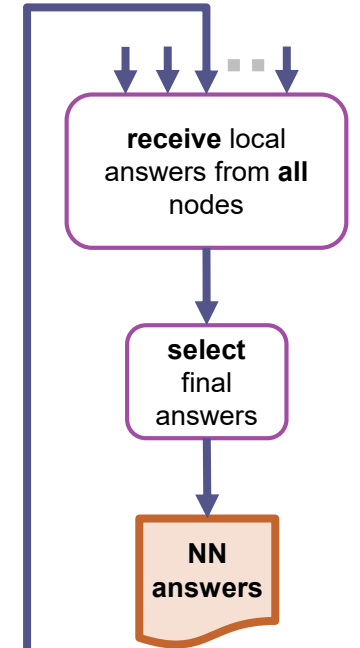 receive local
answers from all
nodes
select
final
answers
NN
answers